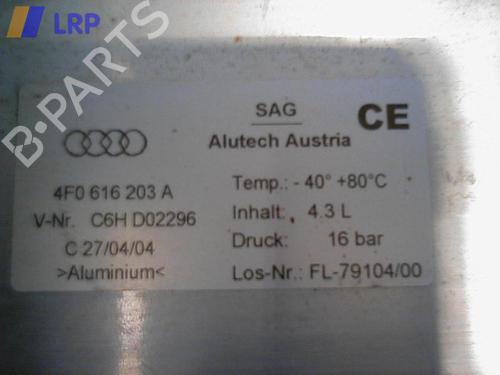 LRP
B-PARTS
SAG
CE
Alutech Austria
4F0 616 203 A
Temp.: - 40° +80°C
V-Nr. C6H D02296
Inhalt: 4.3 L
C 27/04/04
Druck: 16 bar
>Aluminium<
Los-Nr.: FL-79104/00